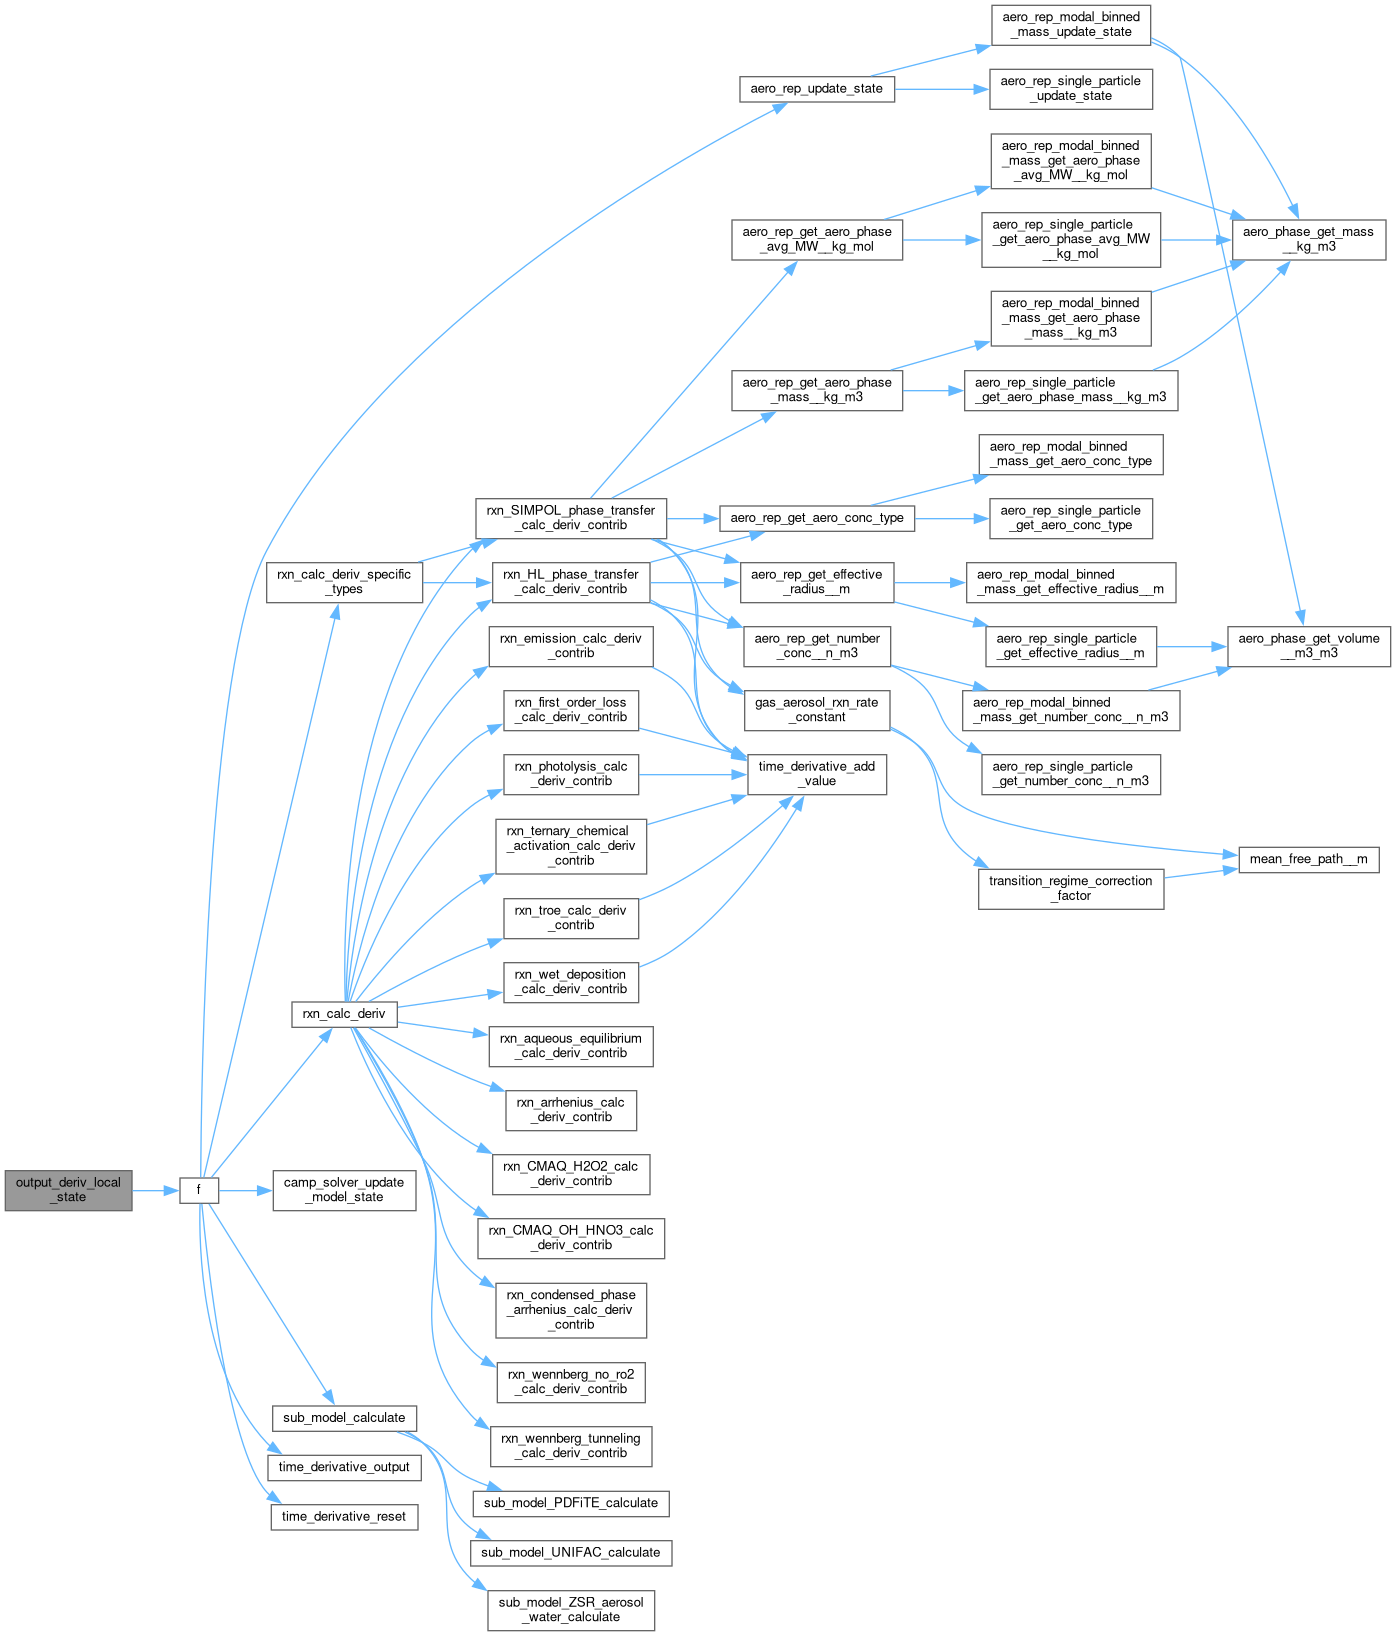 aero_rep_modal_binned
_mass_update_state
aero_rep_update_state
aero_rep_single_particle
_update_state
aero_rep_modal_binned
_mass_get_aero_phase
_avg_MW__kg_mol
aero_rep_get_aero_phase
_avg_MW__kg_mol
aero_rep_single_particle
_get_aero_phase_avg_MW
__kg_mol
aero_phase_get_mass
__kg_m3
aero_rep_modal_binned
_mass_get_aero_phase
_mass__kg_m3
aero_rep_get_aero_phase
_mass__kg_m3
aero_rep_single_particle
_get_aero_phase_mass__kg_m3
aero_rep_modal_binned
_mass_get_aero_conc_type
rxn_SIMPOL_phase_transfer
_calc_deriv_contrib
aero_rep_get_aero_conc_type
aero_rep_single_particle
_get_aero_conc_type
rxn_calc_deriv_specific
_types
rxn_HL_phase_transfer
_calc_deriv_contrib
aero_rep_get_effective
_radius__m
aero_rep_modal_binned
_mass_get_effective_radius__m
rxn_emission_calc_deriv
_contrib
aero_rep_get_number
_conc__n_m3
aero_rep_single_particle
_get_effective_radius__m
aero_phase_get_volume
__m3_m3
rxn_first_order_loss
_calc_deriv_contrib
gas_aerosol_rxn_rate
_constant
aero_rep_modal_binned
_mass_get_number_conc__n_m3
rxn_photolysis_calc
_deriv_contrib
time_derivative_add
_value
aero_rep_single_particle
_get_number_conc__n_m3
rxn_ternary_chemical
_activation_calc_deriv
_contrib
mean_free_path__m
transition_regime_correction
_factor
rxn_troe_calc_deriv
_contrib
rxn_wet_deposition
_calc_deriv_contrib
rxn_calc_deriv
rxn_aqueous_equilibrium
_calc_deriv_contrib
rxn_arrhenius_calc
_deriv_contrib
rxn_CMAQ_H2O2_calc
_deriv_contrib
output_deriv_local
_state
f
camp_solver_update
_model_state
rxn_CMAQ_OH_HNO3_calc
_deriv_contrib
rxn_condensed_phase
_arrhenius_calc_deriv
_contrib
rxn_wennberg_no_ro2
_calc_deriv_contrib
sub_model_calculate
rxn_wennberg_tunneling
_calc_deriv_contrib
time_derivative_output
sub_model_PDFiTE_calculate
time_derivative_reset
sub_model_UNIFAC_calculate
sub_model_ZSR_aerosol
_water_calculate